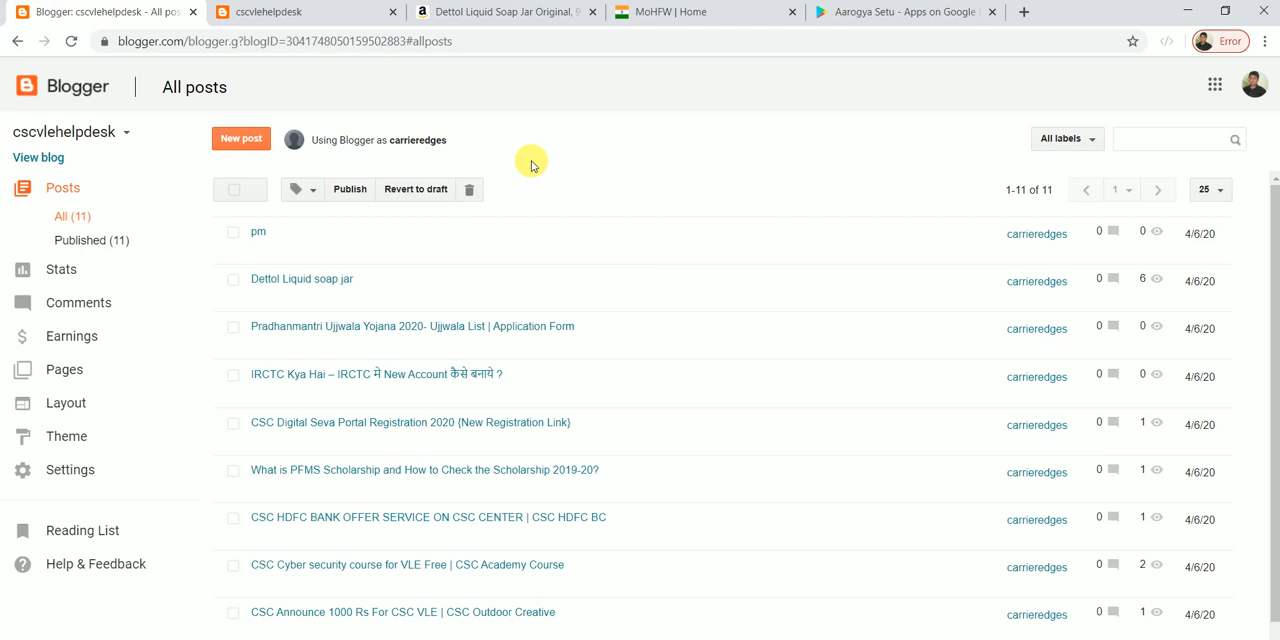 Blogger: cscvlehelpdesk - All pos
cscvlehelpdesk
Dettol Liquid Soap Jar Original, 9
MoHFW | Home
Aarogya Setu - Apps on Google
blogger.com/blogger.g?blogID=3041748050159502883#allposts
Error
Blogger
All posts
cscvlehelpdesk
New post
Using Blogger as carrieredges
All labels
View blog
Posts
Publish
Revert to draft
1-11 of 11
1
25
All (11)
Published (11)
Stats
Comments
Earnings
Pages
Layout
Theme
Settings
Reading List
Help & Feedback
pm carrieredges 0 0 4/6/20
Dettol Liquid soap jar carrieredges 0 6 4/6/20
Pradhanmantri Ujjwala Yojana 2020- Ujjwala List | Application Form carrieredges 0 0 4/6/20
IRCTC Kya Hai – IRCTC मे New Account कैसे बनाये ? carrieredges 0 0 4/6/20
CSC Digital Seva Portal Registration 2020 {New Registration Link} carrieredges 0 1 4/6/20
What is PFMS Scholarship and How to Check the Scholarship 2019-20? carrieredges 0 1 4/6/20
CSC HDFC BANK OFFER SERVICE ON CSC CENTER | CSC HDFC BC carrieredges 0 1 4/6/20
CSC Cyber security course for VLE Free | CSC Academy Course carrieredges 0 2 4/6/20
CSC Announce 1000 Rs For CSC VLE | CSC Outdoor Creative carrieredges 0 1 4/6/20